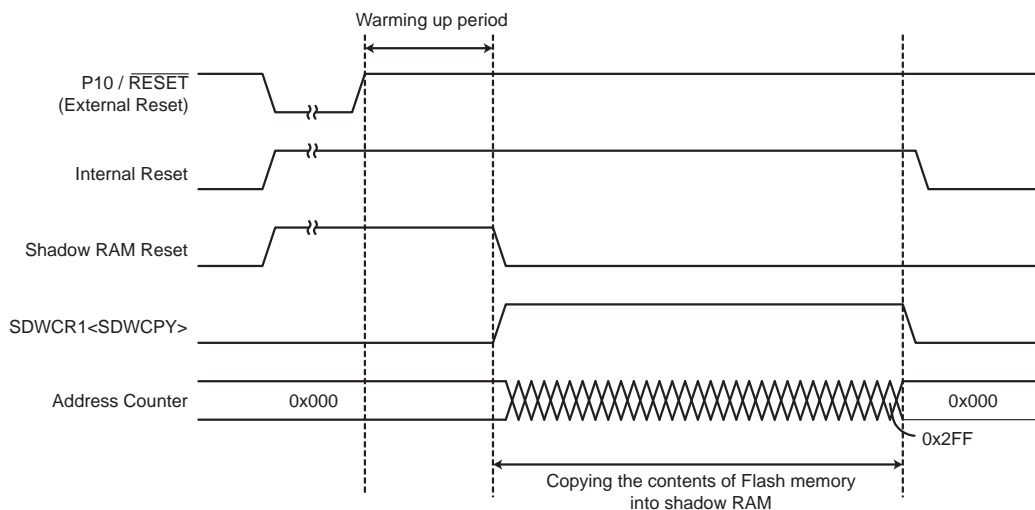 Warming up period
P10 / RESET
(External Reset)
Internal Reset
Shadow RAM Reset
SDWCR1<SDWCPY>
Address Counter
0x000
0x000
0x2FF
Copying the contents of Flash memory
into shadow RAM